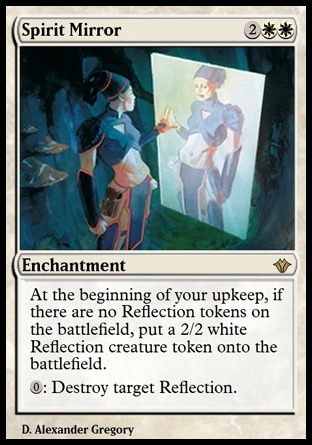 Spirit Mirror 2
Enchantment
At the beginning of your upkeep, if
there are no Reflection tokens on
the battlefield, put a 2/2 white
Reflection creature token onto the
battlefield.
0: Destroy target Reflection.
D. Alexander Gregory